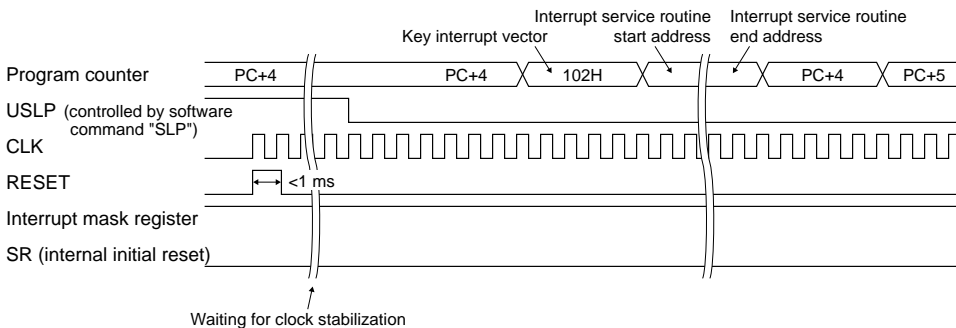 Interrupt service routine
start address
Interrupt service routine
end address
Key interrupt vector
Program counter
PC+4
PC+4
102H
PC+4
PC+5
USLP (controlled by software
command "SLP")
CLK
RESET
<1 ms
Interrupt mask register
SR (internal initial reset)
Waiting for clock stabilization